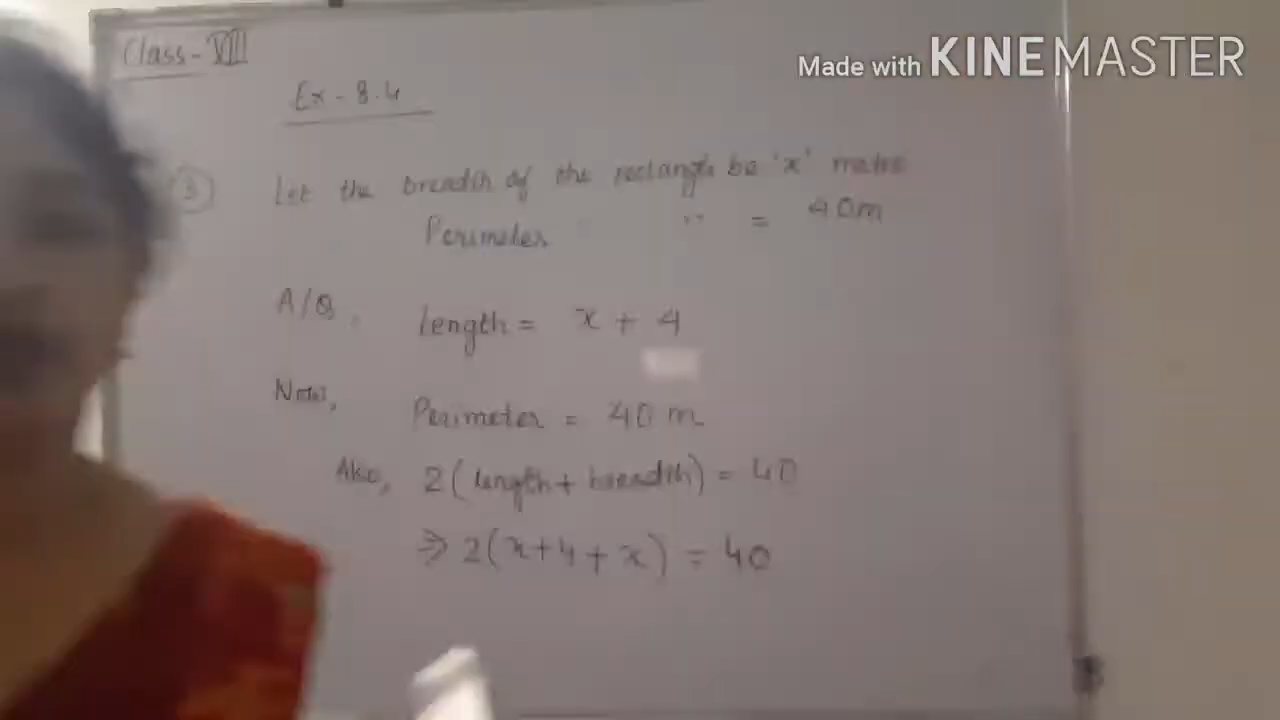 Class - VIII
Made with KINEMASTER
Ex - 8.4
3 Let the breadth of the rectangle be 'x' metre
Perimeter " " = 40m
A/Q, length = x + 4
Now, Perimeter = 40 m
Also, 2(length + breadth) = 40
⇒ 2(x+4+x) = 40